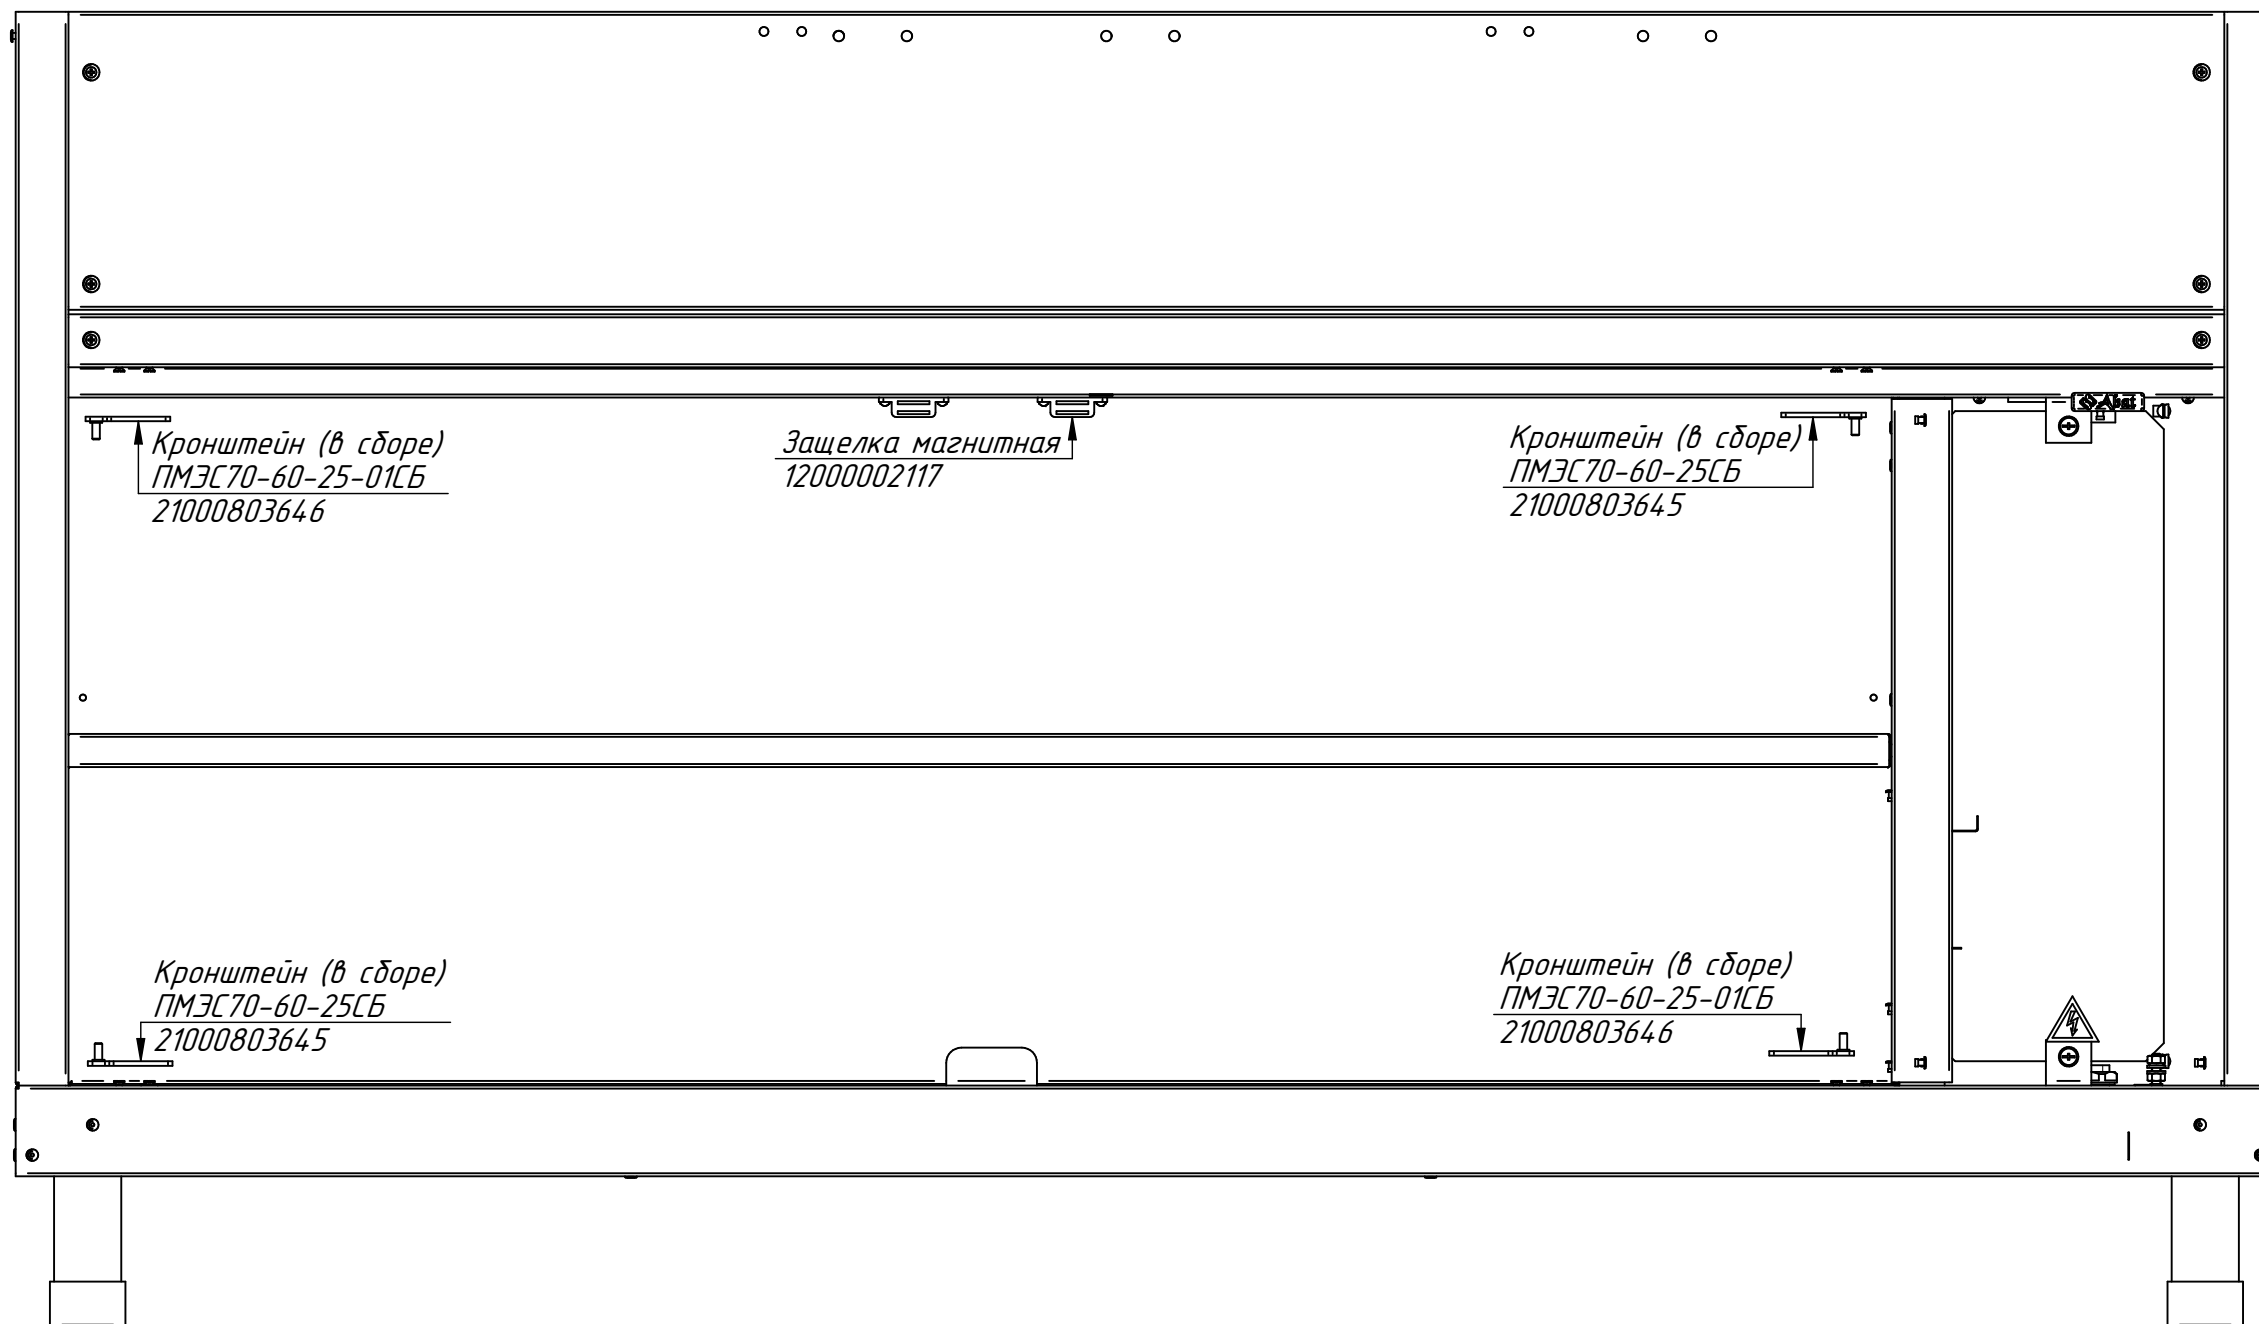 Abat
Кронштейн (в сборе)
ПМЭС70-60-25-01СБ
21000803646
Защелка магнитная
12000002117
Кронштейн (в сборе)
ПМЭС70-60-25СБ
21000803645
Кронштейн (в сборе)
ПМЭС70-60-25СБ
21000803645
Кронштейн (в сборе)
ПМЭС70-60-25-01СБ
21000803646